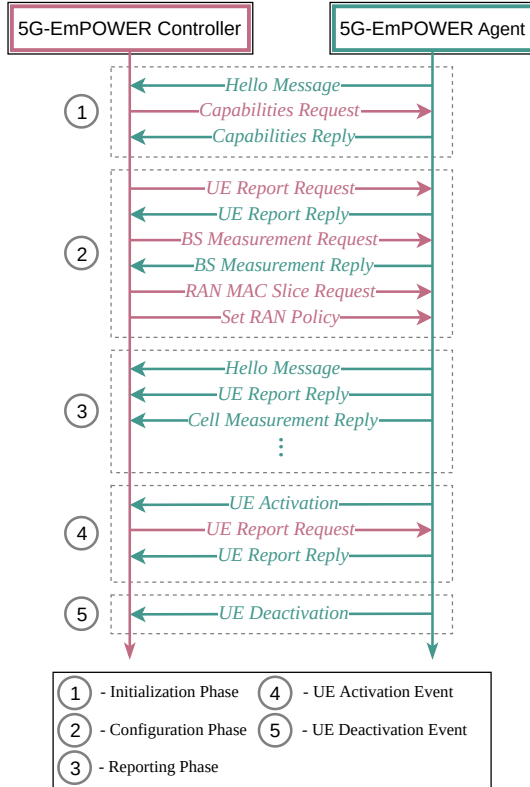 5G-EmPOWER Controller
5G-EmPOWER Agent
Hello Message
1
Capabilities Request
Capabilities Reply
UE Report Request
UE Report Reply
2
BS Measurement Request
BS Measurement Reply
RAN MAC Slice Request
Set RAN Policy
Hello Message
UE Report Reply
3
Cell Measurement Reply
⋮
UE Activation
4
UE Report Request
UE Report Reply
5
UE Deactivation
1 - Initialization Phase
4 - UE Activation Event
2 - Configuration Phase
5 - UE Deactivation Event
3 - Reporting Phase